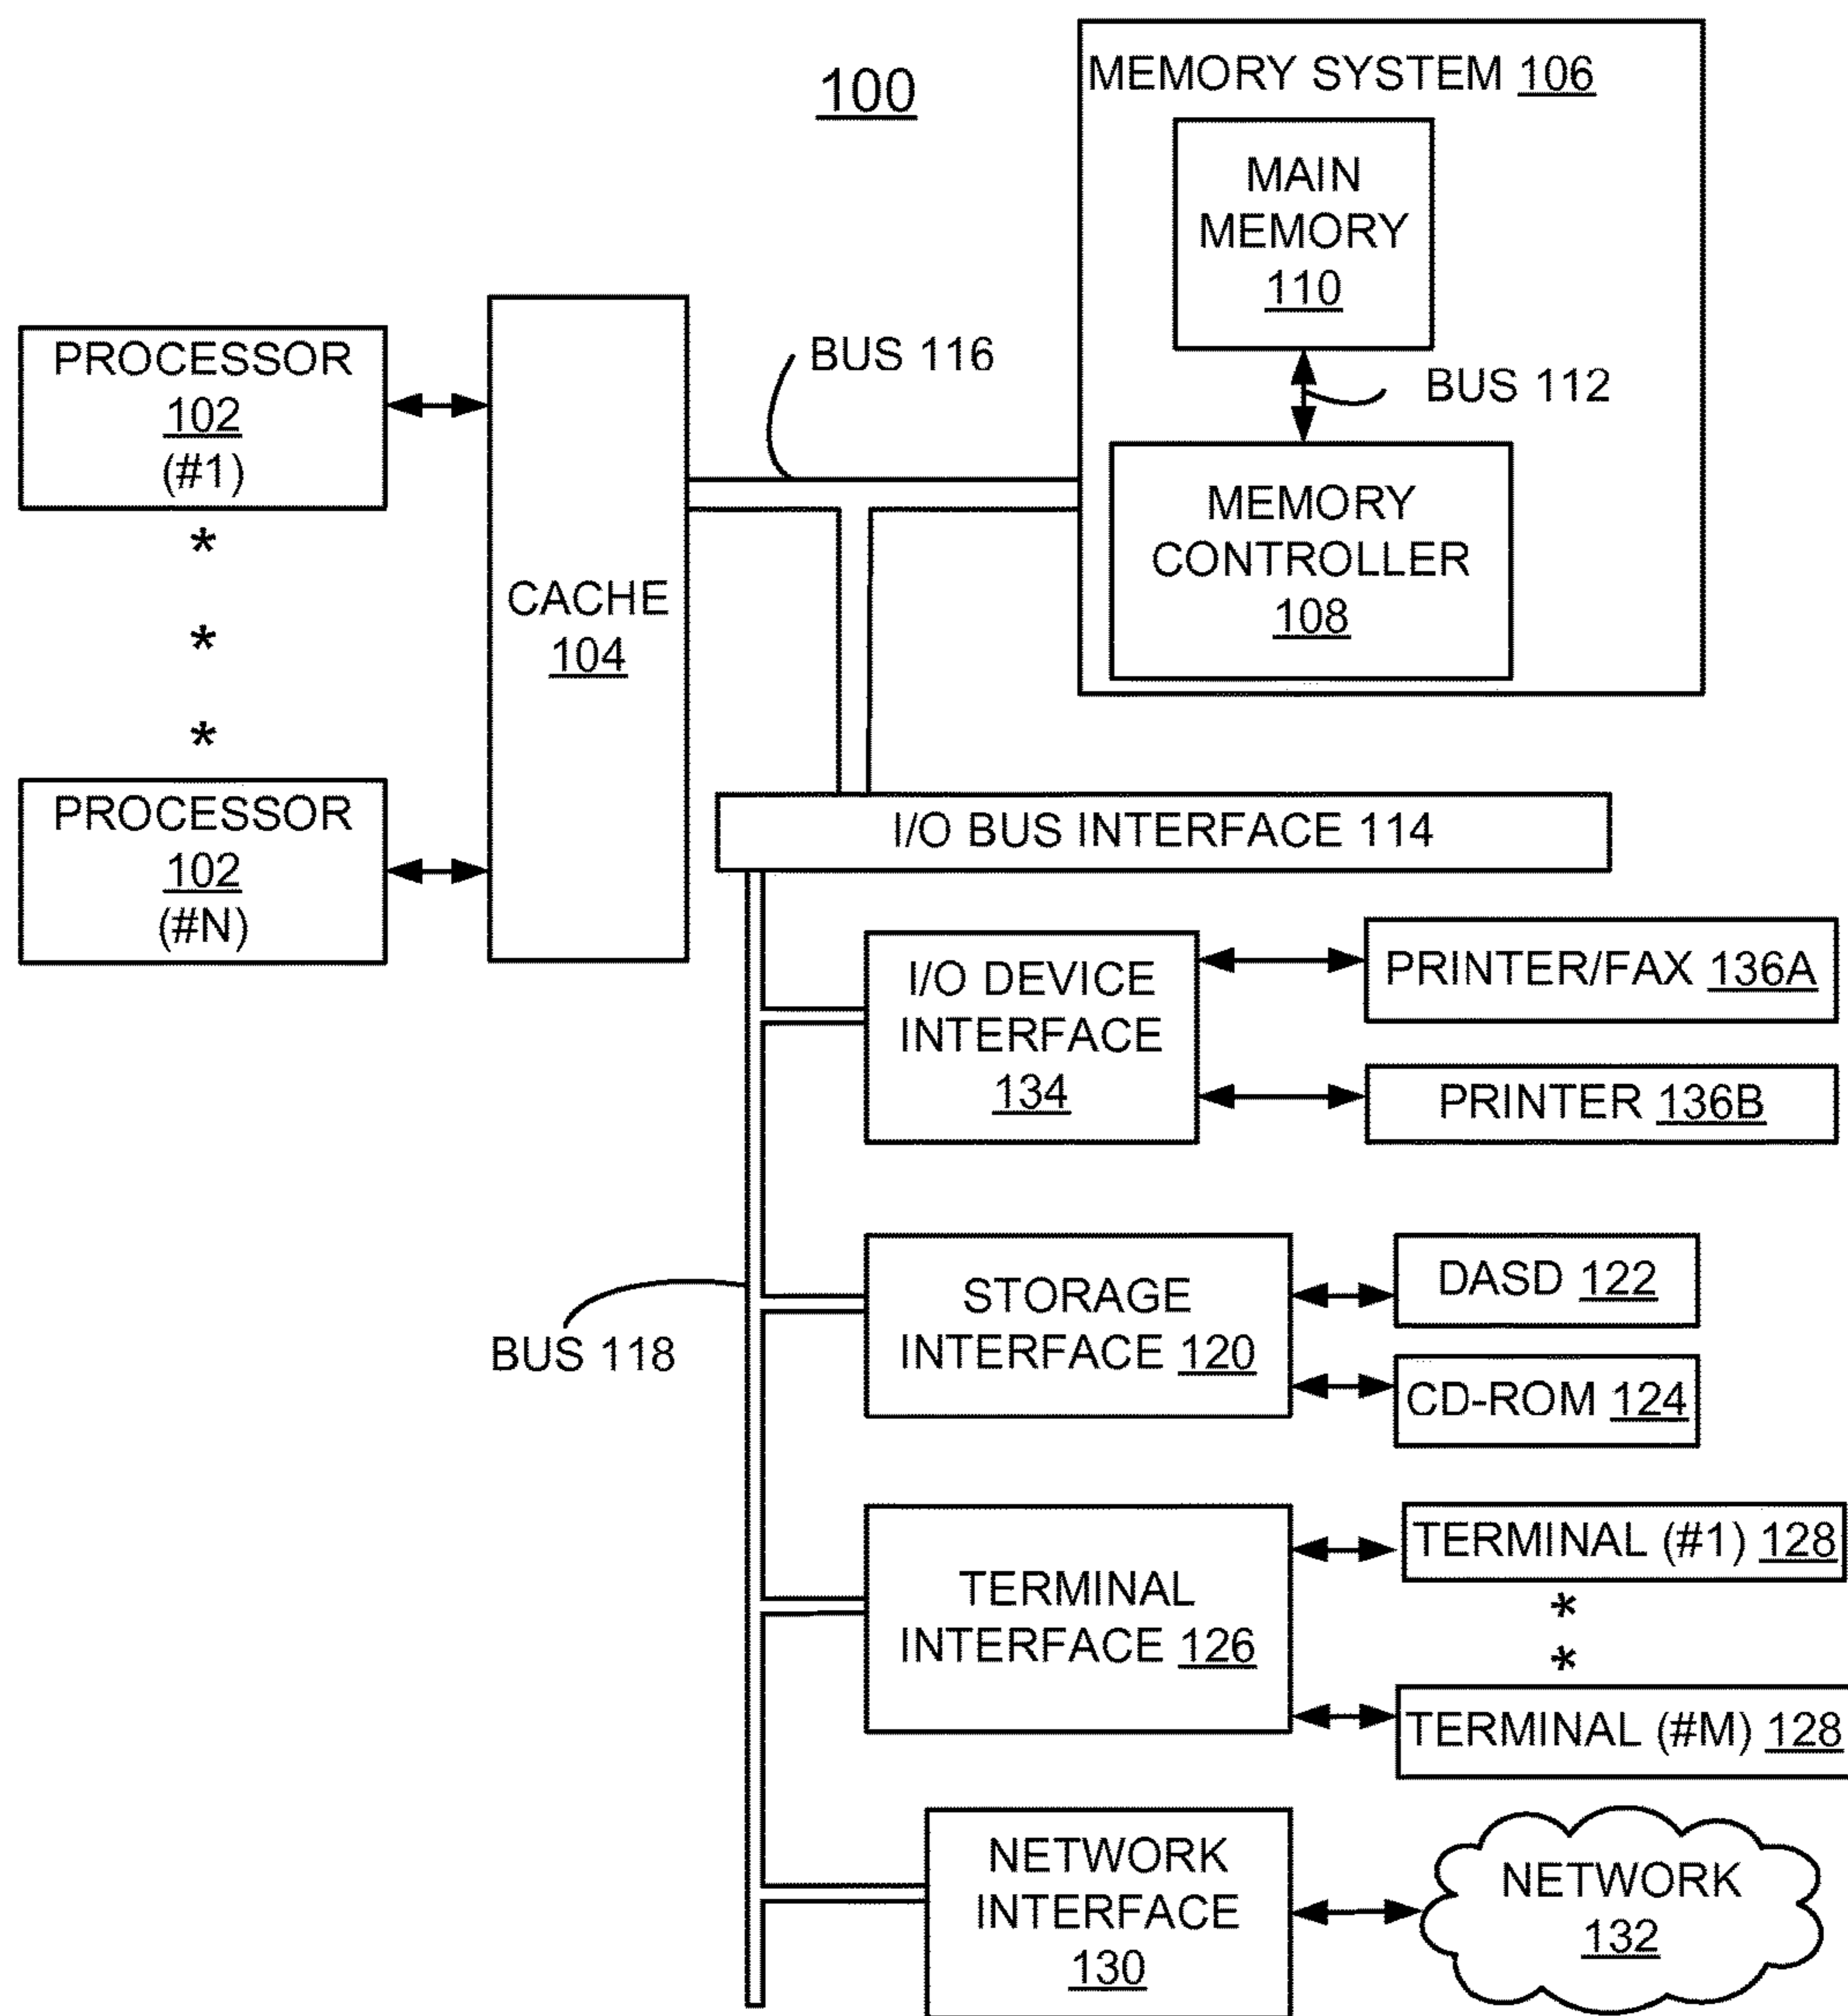 100
MEMORY SYSTEM 106
MAIN
MEMORY
110
BUS 112
MEMORY
CONTROLLER
108
BUS 116
PROCESSOR
102
(#1)
*
*
*
PROCESSOR
102
(#N)
CACHE
104
I/O BUS INTERFACE 114
I/O DEVICE
INTERFACE
134
PRINTER/FAX 136A
PRINTER 136B
BUS 118
STORAGE
INTERFACE 120
DASD 122
CD-ROM 124
TERMINAL
INTERFACE 126
TERMINAL (#1) 128
*
*
TERMINAL (#M) 128
NETWORK
INTERFACE
130
NETWORK
132